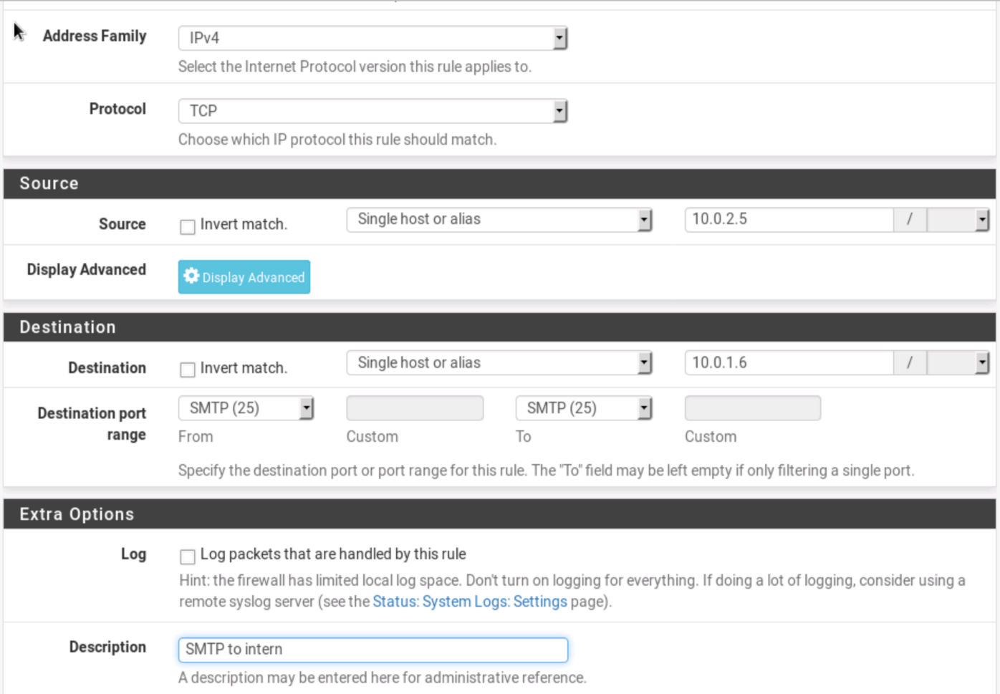 Address Family IPv4
Select the Internet Protocol version this rule applies to.
Protocol TCP
Choose which IP protocol this rule should match.
Source
Source Invert match. Single host or alias 10.0.2.5 /
Display Advanced Display Advanced
Destination
Destination Invert match. Single host or alias 10.0.1.6 /
Destination port range SMTP (25) SMTP (25)
From Custom To Custom
Specify the destination port or port range for this rule. The "To" field may be left empty if only filtering a single port.
Extra Options
Log Log packets that are handled by this rule
Hint: the firewall has limited local log space. Don't turn on logging for everything. If doing a lot of logging, consider using a
remote syslog server (see the Status: System Logs: Settings page).
Description SMTP to intern
A description may be entered here for administrative reference.